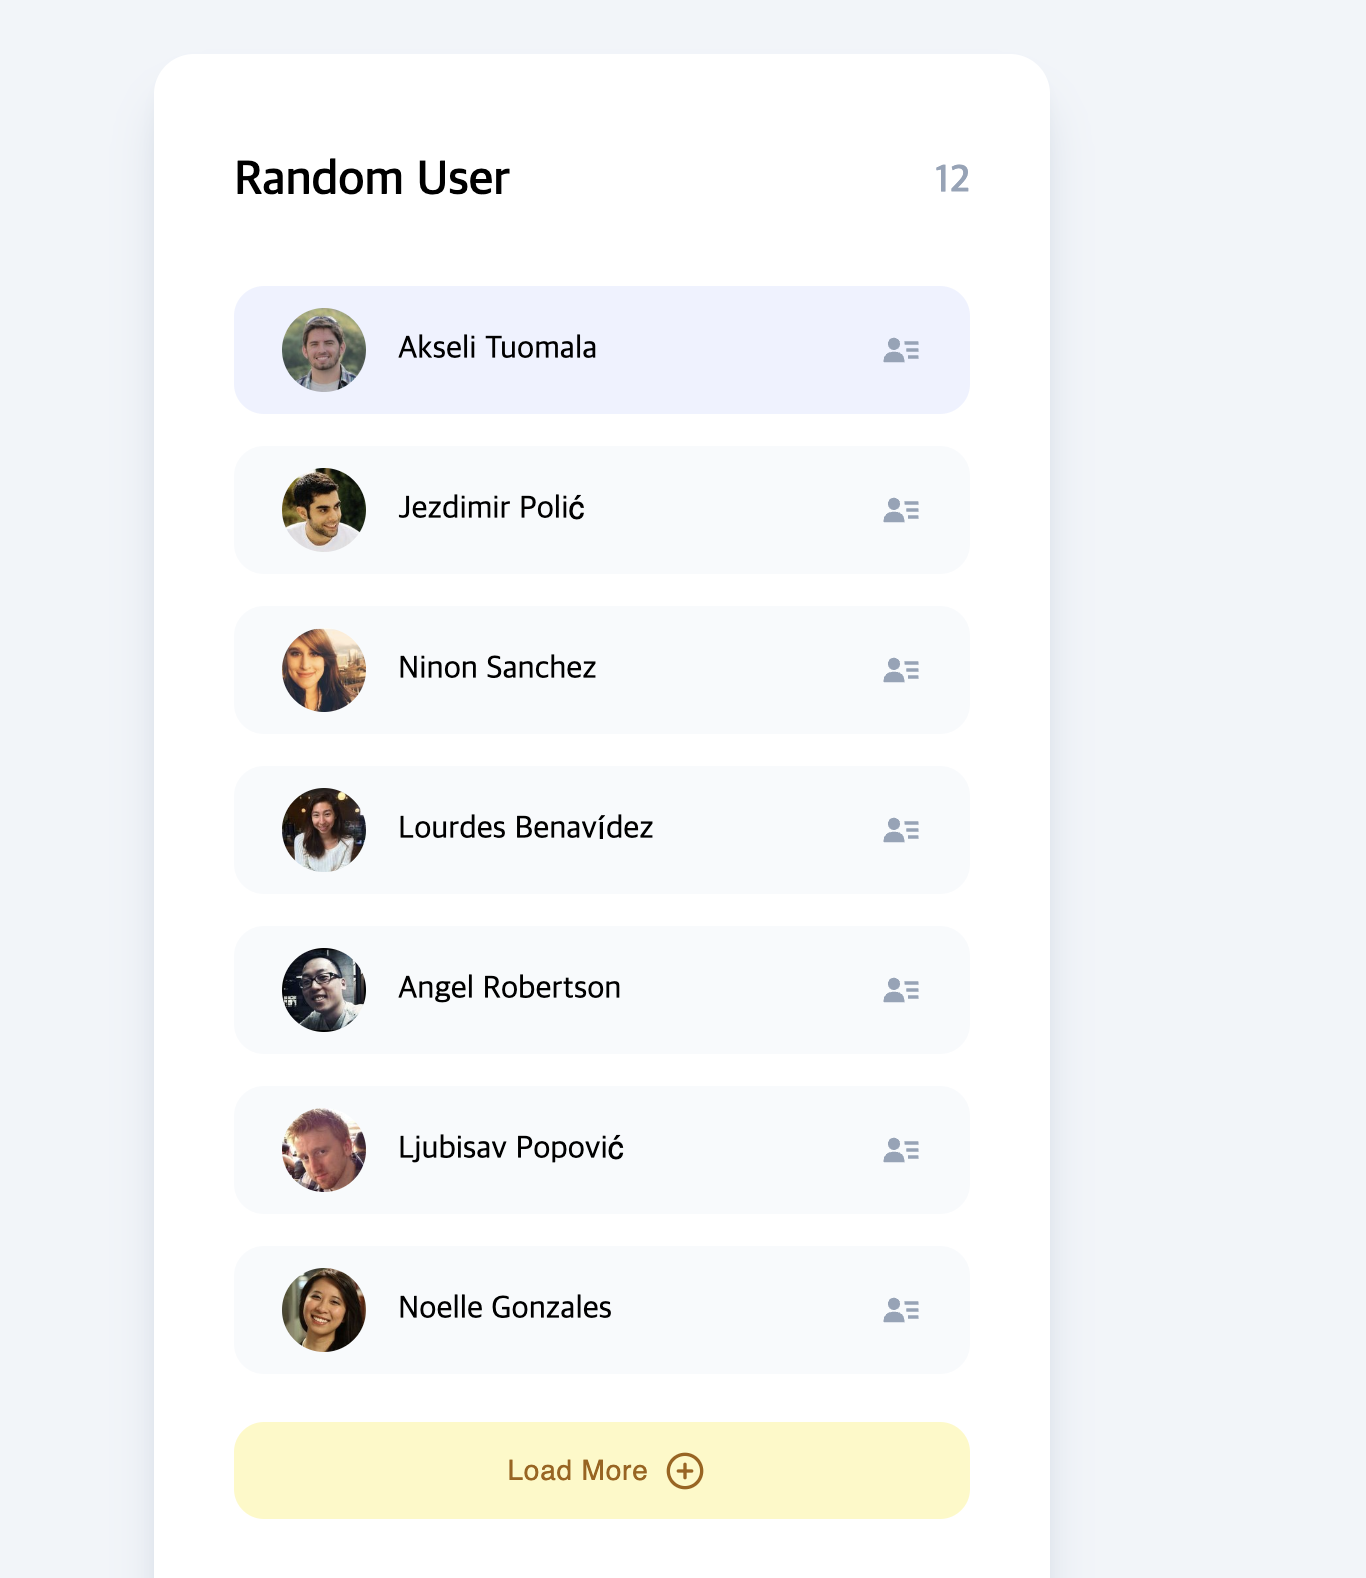 Random User
12
Akseli Tuomala
Jezdimir Polić
Ninon Sanchez
Lourdes Benavídez
Angel Robertson
Ljubisav Popović
Noelle Gonzales
Load More